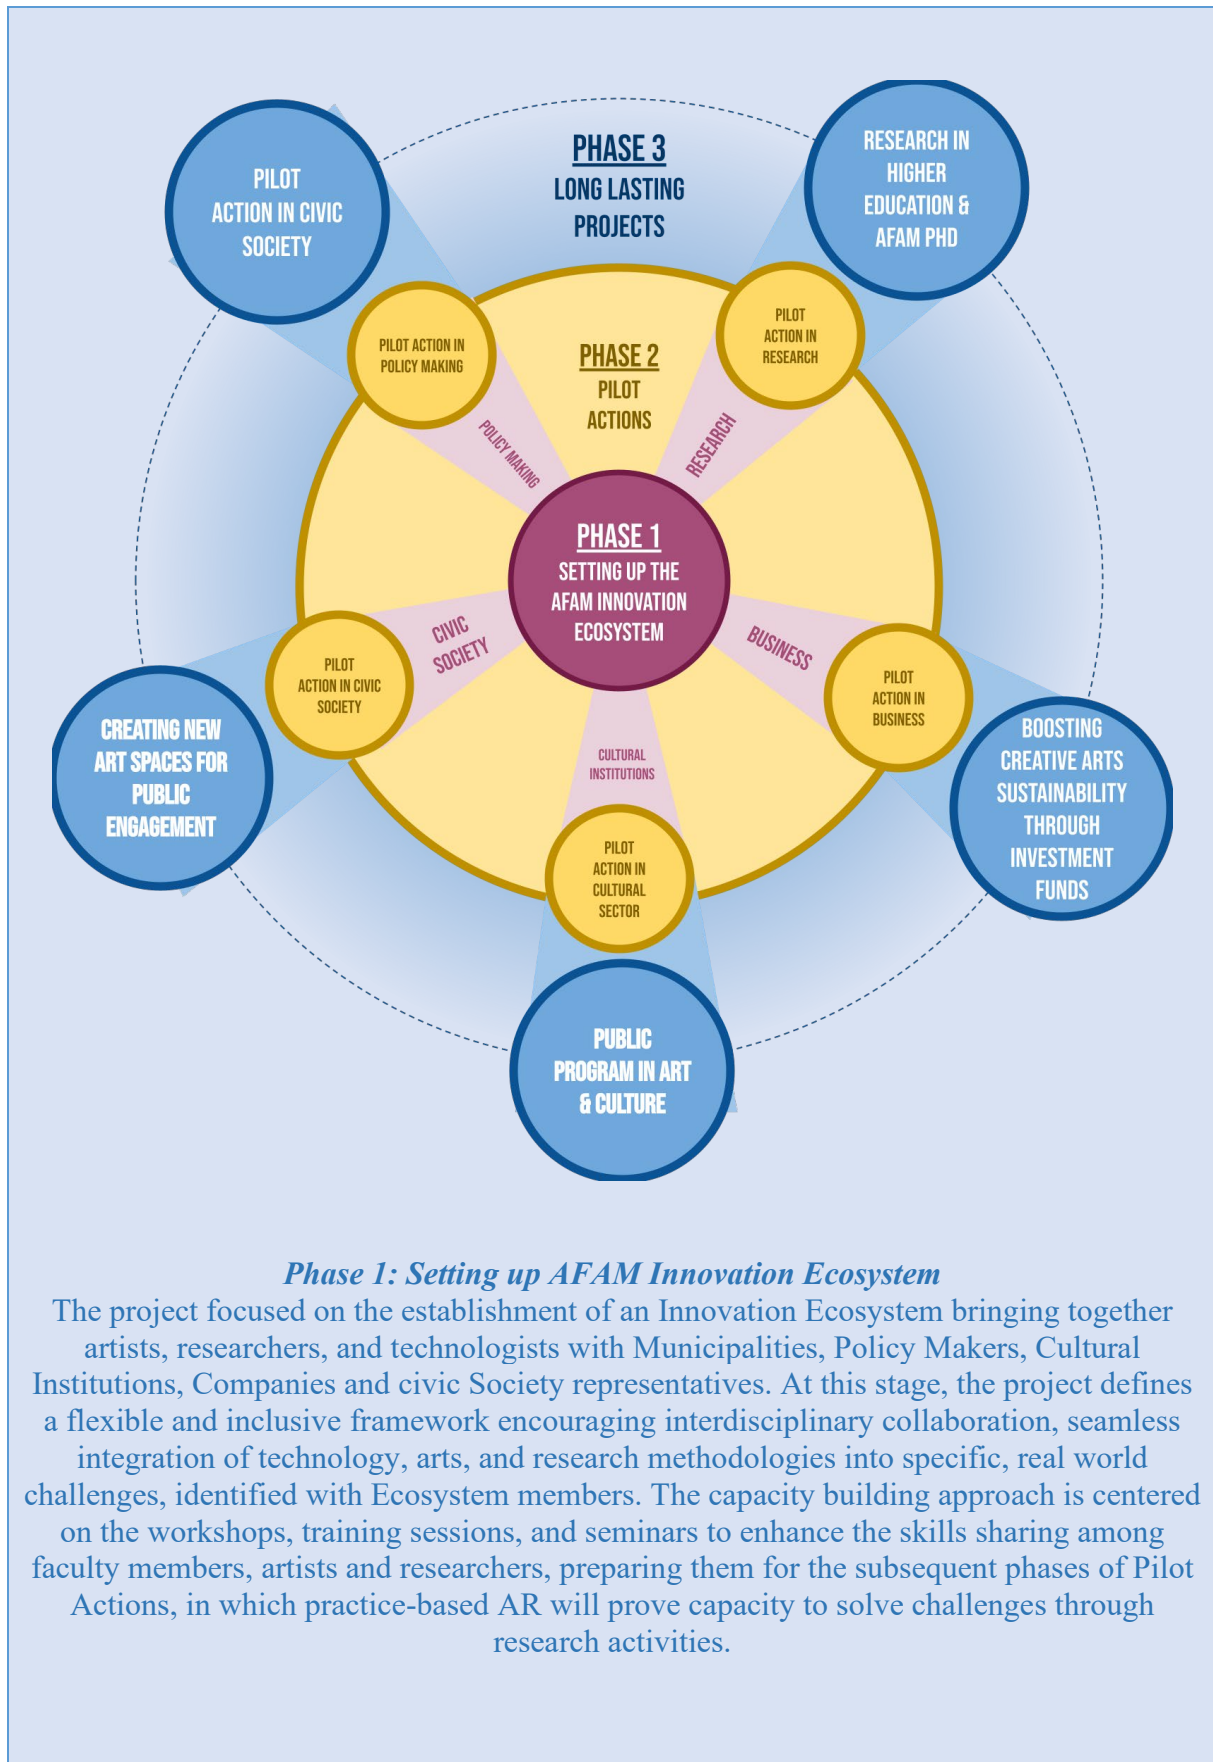 PHASE 3
LONG LASTING
PROJECTS
PILOT
ACTION IN CIVIC
SOCIETY
RESEARCH IN
HIGHER
EDUCATION &
AFAM PHD
PILOT ACTION IN
POLICY MAKING
PHASE 2
PILOT
ACTIONS
PILOT
ACTION IN
RESEARCH
POLICY MAKING
RESEARCH
PHASE 1
SETTING UP THE
AFAM INNOVATION
ECOSYSTEM
CIVIC
SOCIETY
BUSINESS
PILOT
ACTION IN CIVIC
SOCIETY
PILOT
ACTION IN
BUSINESS
CREATING NEW
ART SPACES FOR
PUBLIC
ENGAGEMENT
CULTURAL
INSTITUTIONS
BOOSTING
CREATIVE ARTS
SUSTAINABILITY
THROUGH
INVESTMENT
FUNDS
PILOT
ACTION IN
CULTURAL
SECTOR
PUBLIC
PROGRAM IN ART
& CULTURE
Phase 1: Setting up AFAM Innovation Ecosystem
The project focused on the establishment of an Innovation Ecosystem bringing together
artists, researchers, and technologists with Municipalities, Policy Makers, Cultural
Institutions, Companies and civic Society representatives. At this stage, the project defines
a flexible and inclusive framework encouraging interdisciplinary collaboration, seamless
integration of technology, arts, and research methodologies into specific, real world
challenges, identified with Ecosystem members. The capacity building approach is centered
on the workshops, training sessions, and seminars to enhance the skills sharing among
faculty members, artists and researchers, preparing them for the subsequent phases of Pilot
Actions, in which practice-based AR will prove capacity to solve challenges through
research activities.